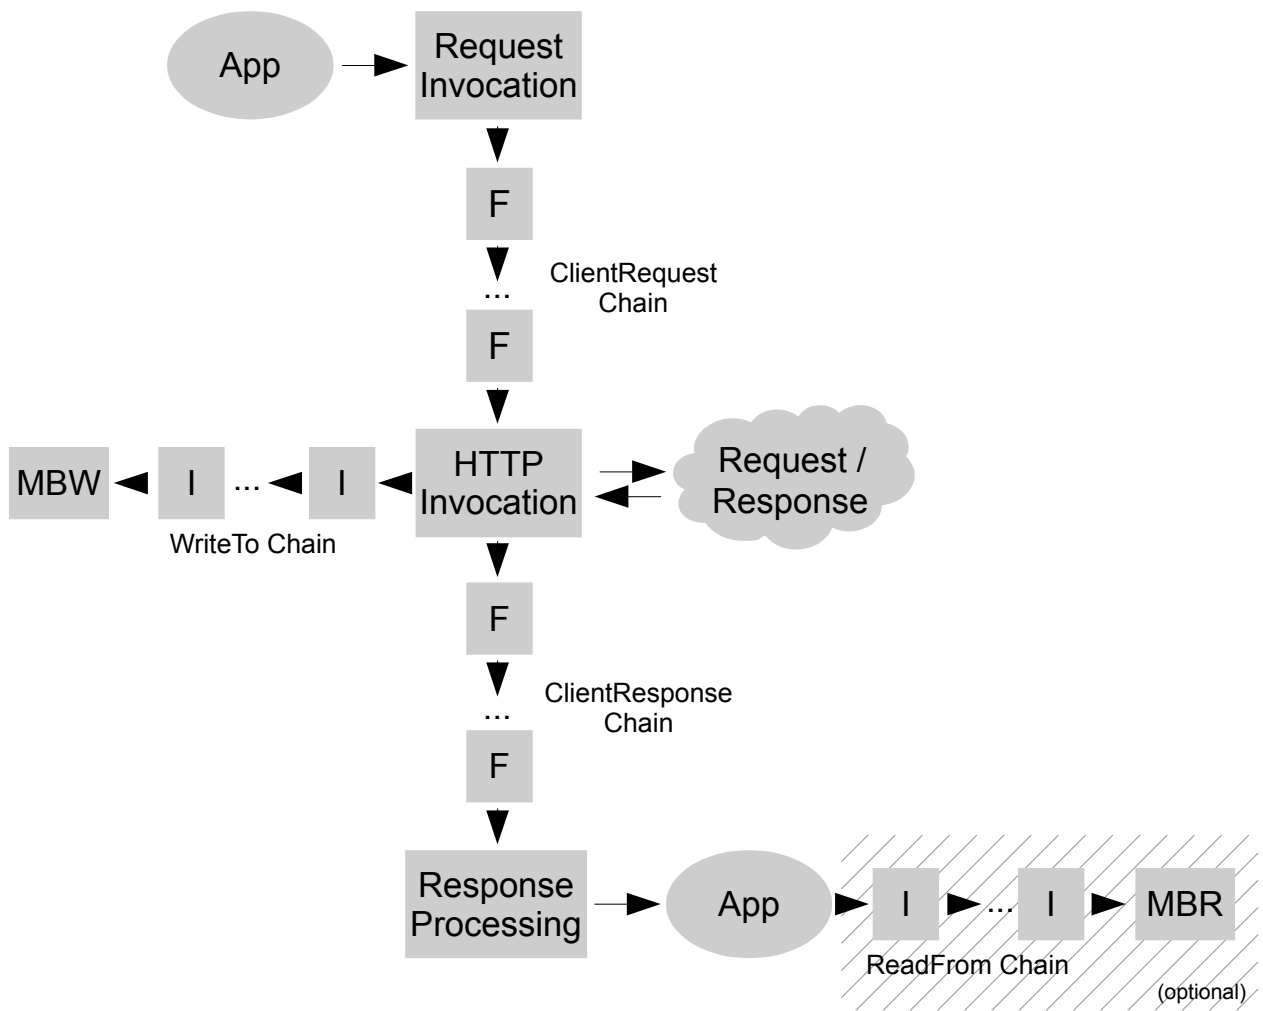 App
Request
Invocation
F
ClientRequest
Chain
...
F
MBW
I
...
I
HTTP
Invocation
Request /
Response
WriteTo Chain
F
ClientResponse
Chain
...
F
Response
Processing
App
I
...
I
MBR
ReadFrom Chain
(optional)